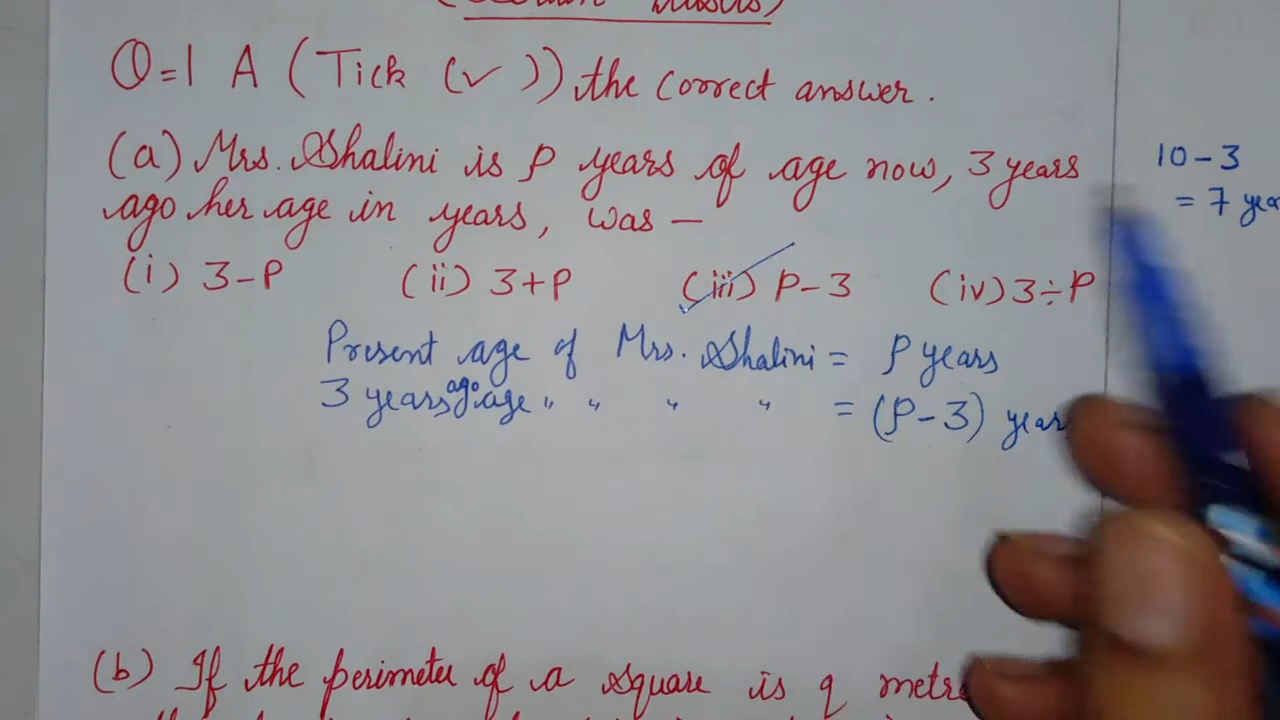 Q=1 A (Tick (✓)) the correct answer.
(a) Mrs. Shalini is P years of age now, 3 years
ago her age in years, was —
(i) 3-P (ii) 3+P (iii) P-3 (iv) 3÷P
Present age of Mrs. Shalini = P years
3 years ago age " " " " = (P-3) years
10-3
= 7
(b) If the perimeter of a square is q